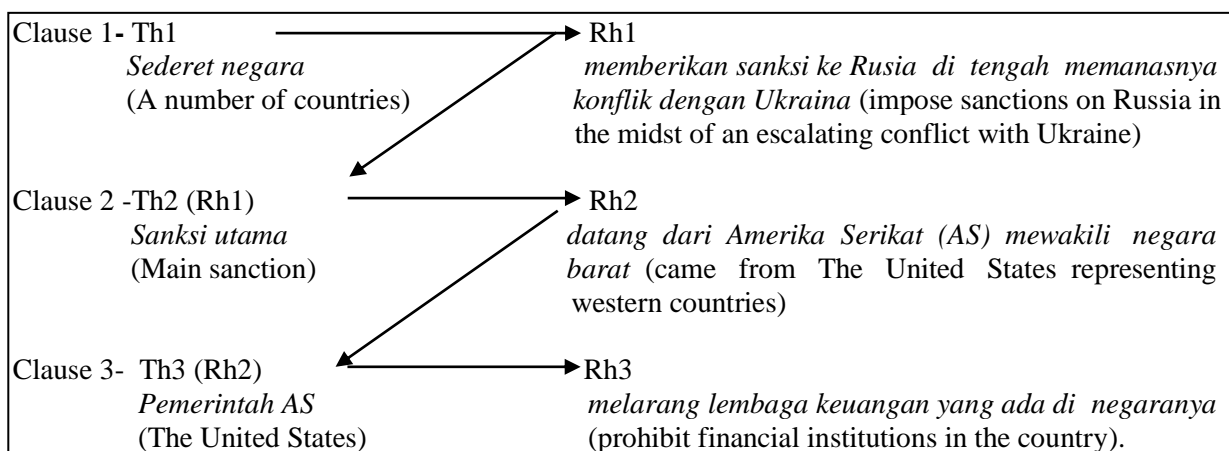 Clause 1- Th1 Rh1
Sederet negara memberikan sanksi ke Rusia di tengah memanasnya
(A number of countries) konflik dengan Ukraina (impose sanctions on Russia in
the midst of an escalating conflict with Ukraine)
Clause 2 -Th2 (Rh1) Rh2
Sanksi utama datang dari Amerika Serikat (AS) mewakili negara
(Main sanction) barat (came from The United States representing
western countries)
Clause 3- Th3 (Rh2) Rh3
Pemerintah AS melarang lembaga keuangan yang ada di negaranya
(The United States) (prohibit financial institutions in the country).